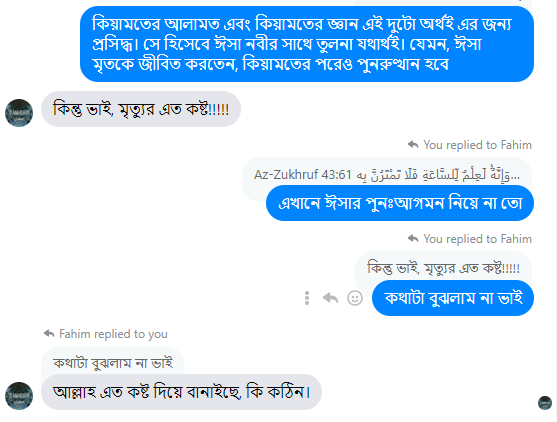 কিয়ামতের আলামত এবং কিয়ামতের জ্ঞান এই দুটো অর্থই এর জন্য
প্রসিদ্ধ। সে হিসেবে ঈসা নবীর সাথে তুলনা যথার্থই। যেমন, ঈসা
মৃতকে জীবিত করতেন, কিয়ামতের পরেও পুনরুত্থান হবে
কিন্তু ভাই, মৃত্যুর এত কষ্ট!!!!!
You replied to Fahim
Az-Zukhruf 43:61 وَإِنَّهُ لَعِلْمٌ لِّلسَّاعَةِ فَلَا تَمْتَرُنَّ بِه...
এখানে ঈসার পুনঃআগমন নিয়ে না তো
You replied to Fahim
কিন্তু ভাই, মৃত্যুর এত কষ্ট!!!!!
কথাটা বুঝলাম না ভাই
Fahim replied to you
কথাটা বুঝলাম না ভাই
আল্লাহ এত কষ্ট দিয়ে বানাইছে, কি কঠিন।